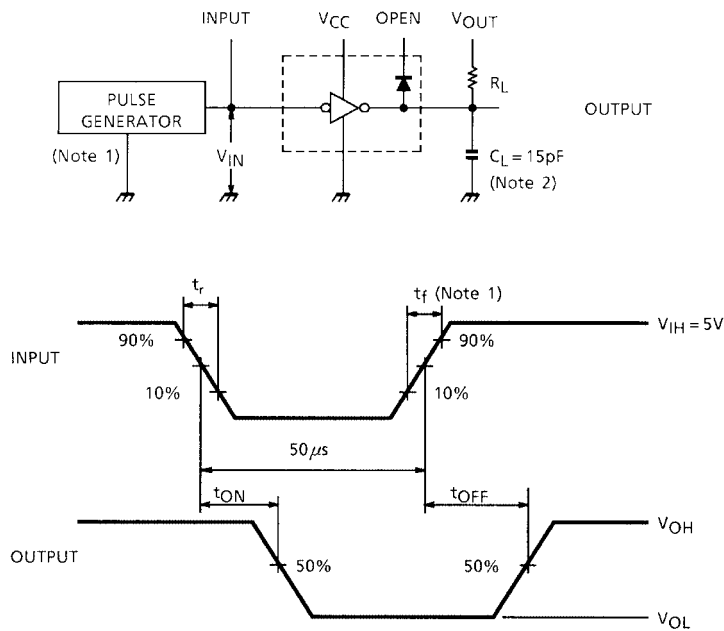 INPUT VCC OPEN VOUT
RL
PULSE
GENERATOR
OUTPUT
(Note 1)
VIN
CL = 15pF
(Note 2)
tr
tf (Note 1)
VIH = 5V
90%
90%
INPUT
10%
10%
50μs
tON
tOFF
VOH
OUTPUT
50%
50%
VOL